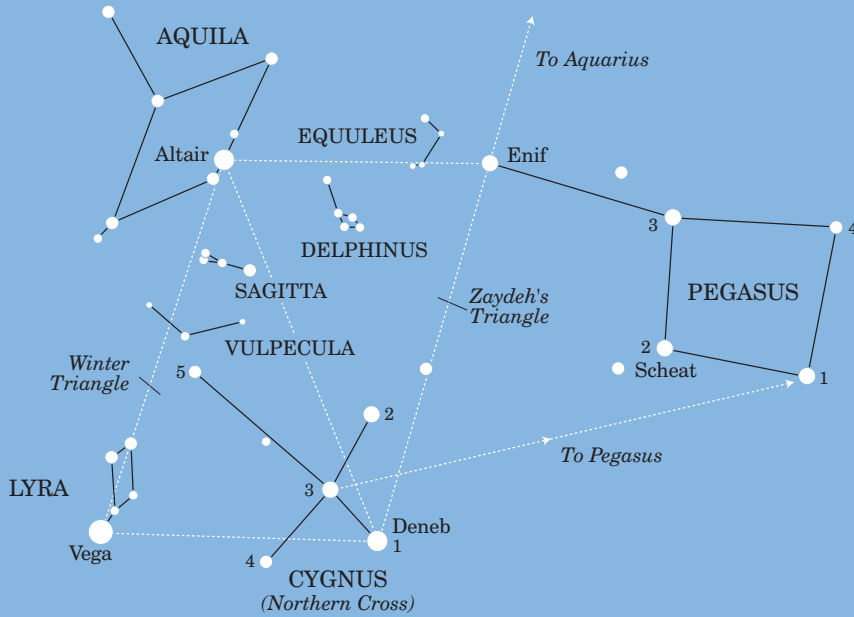 AQUILA
To Aquarius
EQUULEUS
Altair
Enif
3
4
DELPHINUS
SAGITTA
PEGASUS
Zaydeh's
Triangle
VULPECULA
2
Scheat
1
Winter
Triangle
5
2
To Pegasus
LYRA
3
Deneb
1
Vega
4
CYGNUS
(Northern Cross)